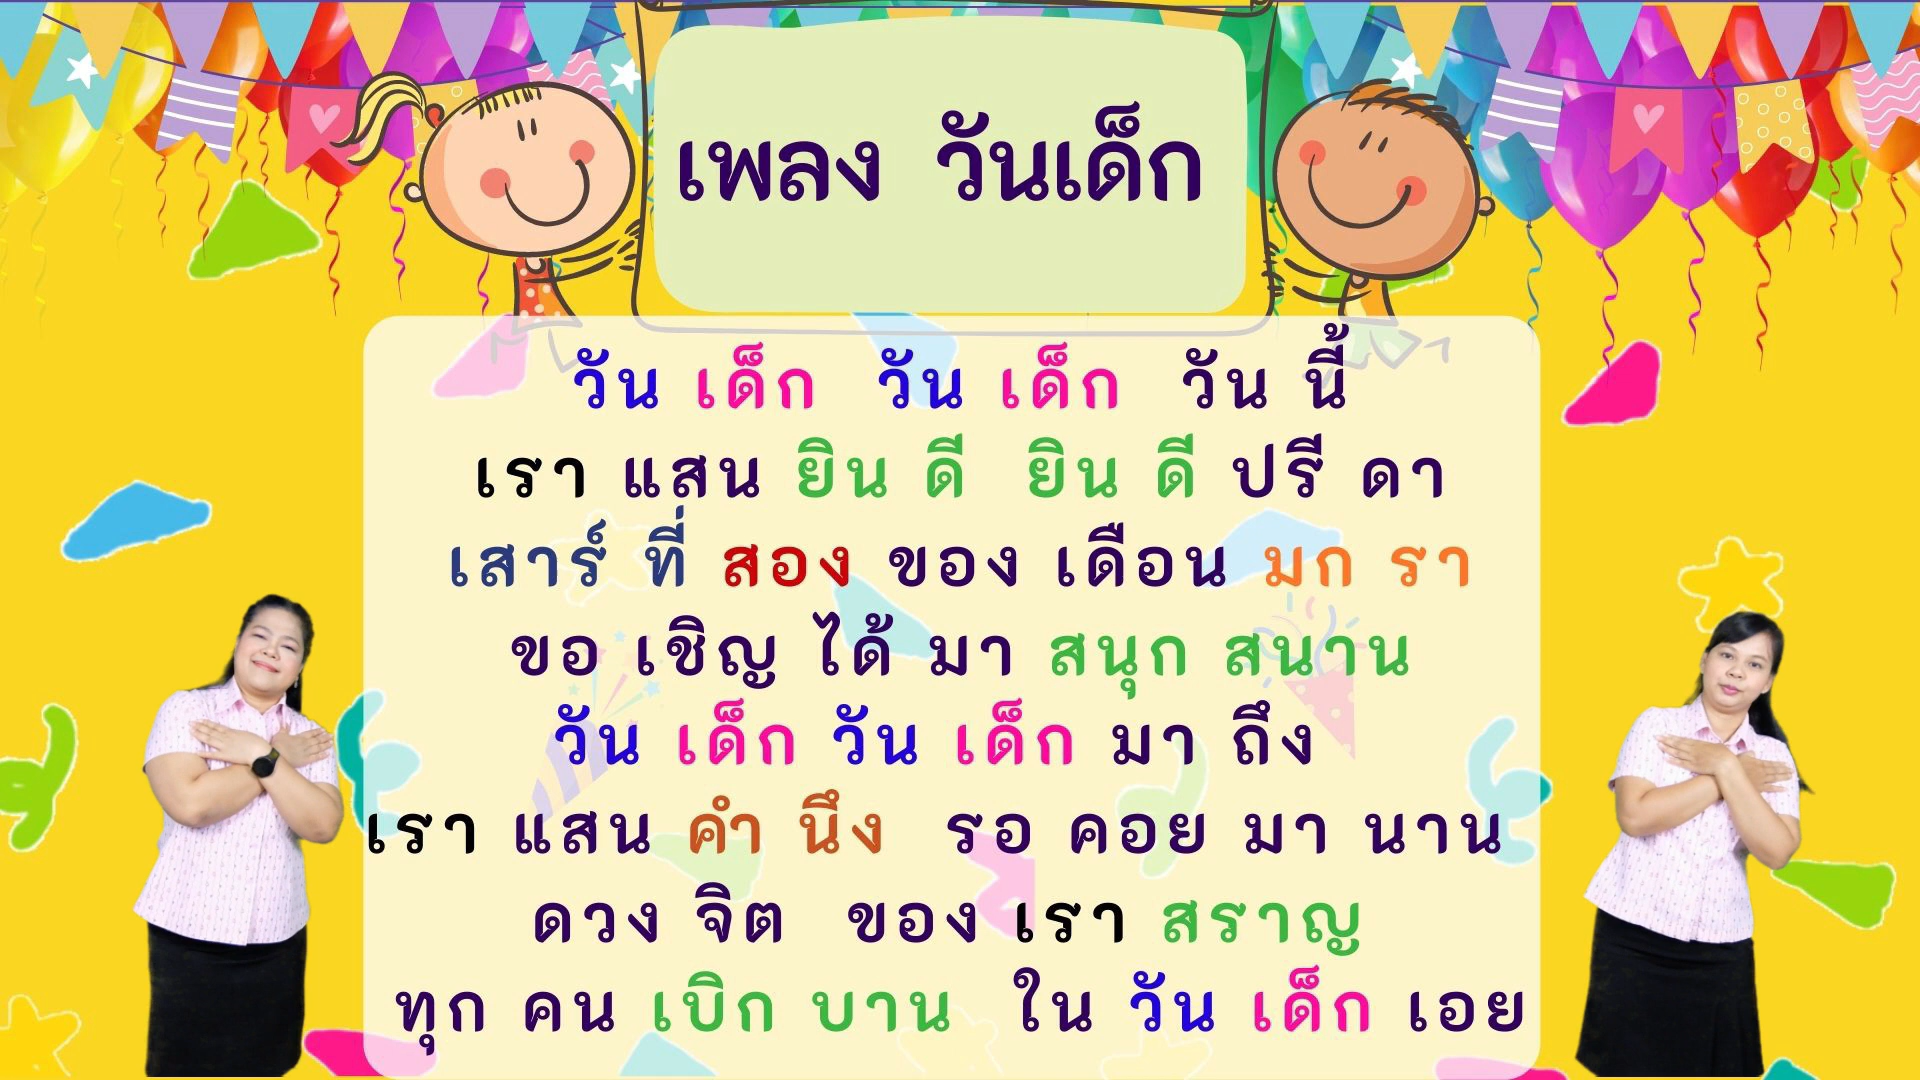 เพลง วันเด็ก
วัน เด็ก วัน เด็ก วัน นี้
เรา แสน ยิน ดี ยิน ดี ปรี ดา
เสาร์ ที่ สอง ของ เดือน มก รา
ขอ เชิญ ได้ มา สนุก สนาน
วัน เด็ก วัน เด็ก มา ถึง
เรา แสน คำ นึง รอ คอย มา นาน
ดวง จิต ของ เรา สราญ
ทุก คน เบิก บาน ใน วัน เด็ก เอย